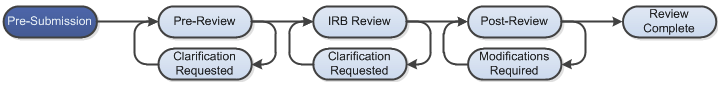 Pre-Submission
Pre-Review
IRB Review
Post-Review
Review
Complete
Clarification
Requested
Clarification
Requested
Modifications
Required